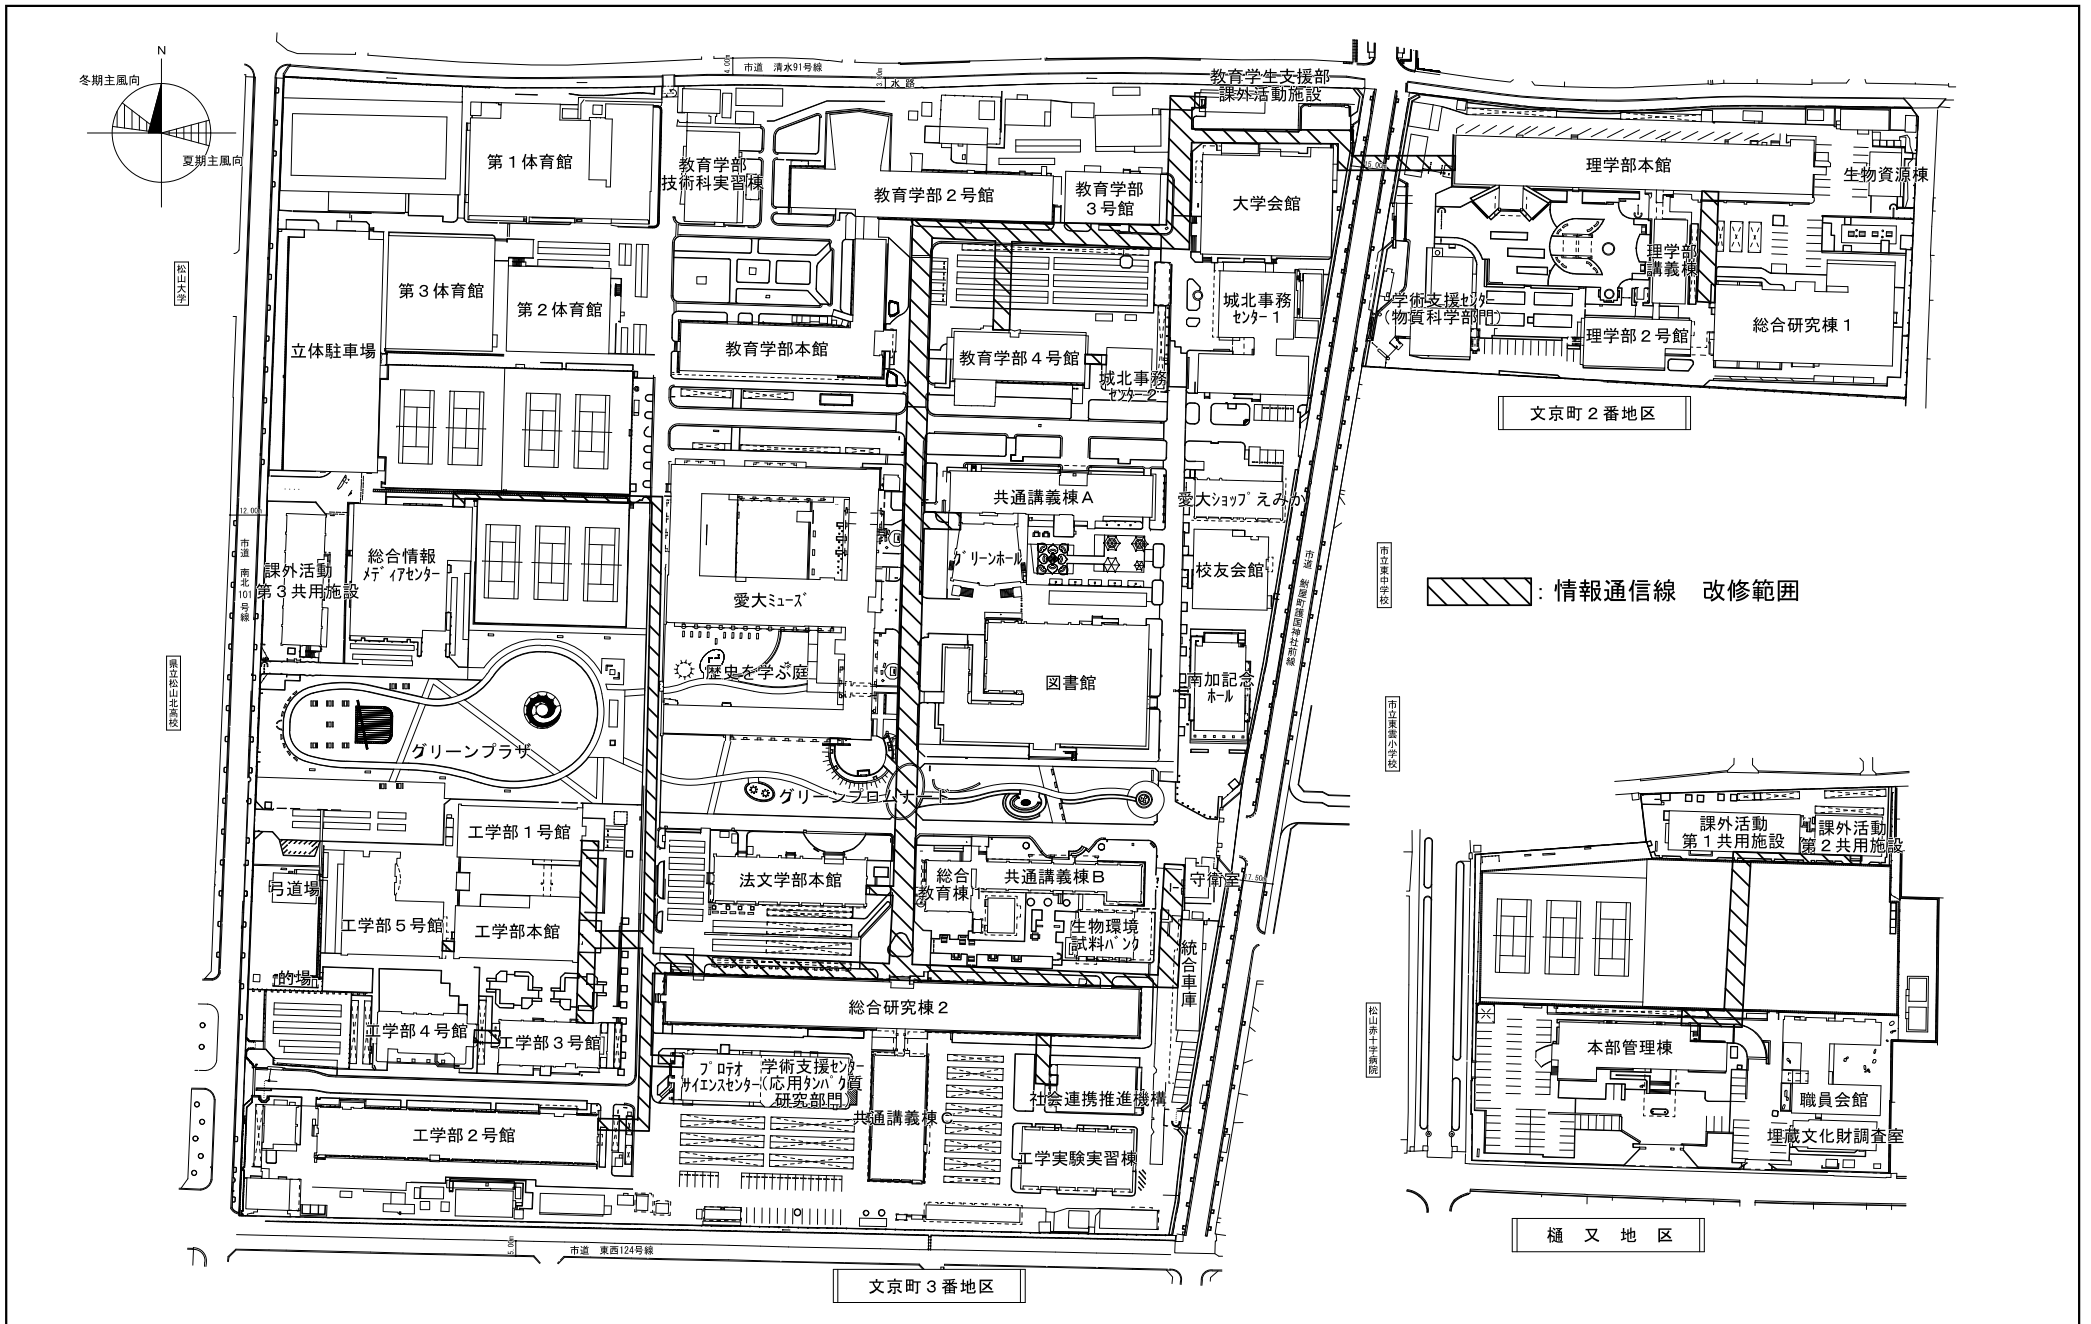 N
冬期主風向
夏期主風向
市道 清水91号線
4.00m
水路
教育学生支援部
課外活動施設
第１体育館
教育学部
技術科実習棟
教育学部２号館
教育学部
３号館
大学会館
15.00m
理学部本館
生物資源棟
松山大学
第３体育館
第２体育館
立体駐車場
教育学部本館
教育学部４号館
城北事務
センター１
城北事務
センター２
学術支援センター
(物質科学部門)
理学部
講義棟
理学部２号館
総合研究棟１
文京町２番地区
12.00m
市道 南北101号線
課外活動
第３共用施設
総合情報
メディアセンター
愛大ミューズ
共通講義棟Ａ
グリーンホール
愛大ショップえみか
校友会館
市道 鮒屋町護国神社前線
市立東中学校
：情報通信線 改修範囲
県立松山北高校
歴史を学ぶ庭
図書館
南加記念
ホール
市立東雲小学校
グリーンプラザ
グリーンプロムナード
工学部１号館
弓道場
工学部５号館
工学部本館
法文学部本館
総合
教育棟１
共通講義棟Ｂ
守衛室
17.50m
生物環境
試料バンク
統合車庫
的場
工学部４号館
工学部３号館
総合研究棟２
プロテオ
サイエンスセンター
学術支援センター
(応用タンパク質
研究部門)
共通講義棟Ｃ
社会連携推進機構
工学部２号館
工学実験実習棟
5.00m
市道 東西124号線
文京町３番地区
課外活動
第１共用施設
課外活動
第２共用施設
松山赤十字病院
本部管理棟
職員会館
埋蔵文化財調査室
樋又地区